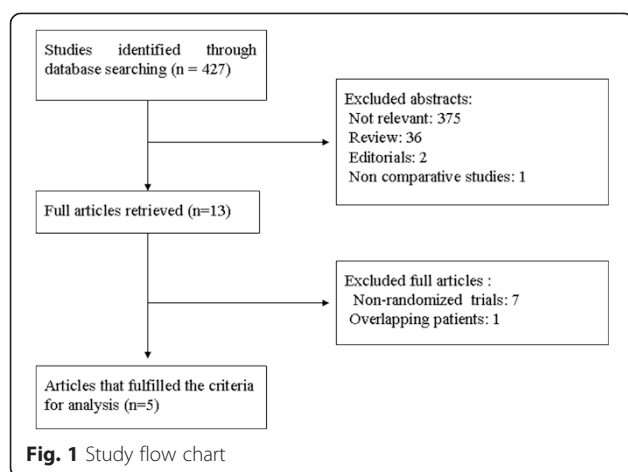 Studies identified through
database searching (n = 427)
Excluded abstracts:
Not relevant: 375
Review: 36
Editorials: 2
Non comparative studies: 1
Full articles retrieved (n=13)
Excluded full articles :
Non-randomized trials: 7
Overlapping patients: 1
Articles that fulfilled the criteria
for analysis (n=5)
Fig. 1 Study flow chart